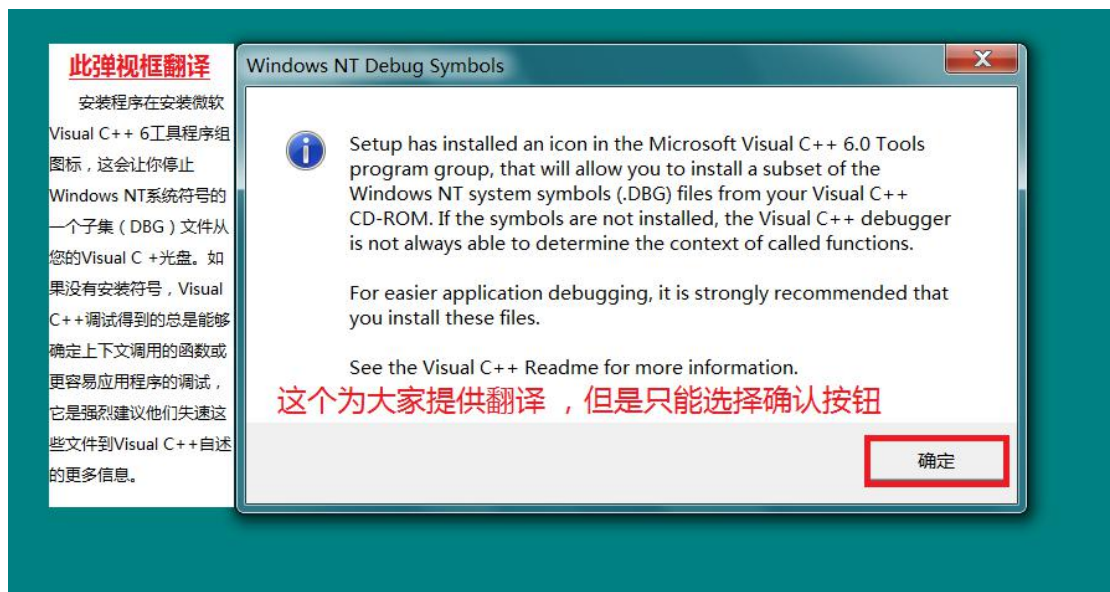 此弹视框翻译
安装程序在安装微软
Visual C++ 6工具程序组
图标，这会让你停止
Windows NT系统符号的
一个子集（DBG）文件从
您的Visual C +光盘。如
果没有安装符号，Visual
C++调试得到的总是能够
确定上下文调用的函数或
更容易应用程序的调试，
它是强烈建议他们失速这
些文件到Visual C++自述
的更多信息。
Windows NT Debug Symbols
Setup has installed an icon in the Microsoft Visual C++ 6.0 Tools
program group, that will allow you to install a subset of the
Windows NT system symbols (.DBG) files from your Visual C++
CD-ROM. If the symbols are not installed, the Visual C++ debugger
is not always able to determine the context of called functions.
For easier application debugging, it is strongly recommended that
you install these files.
See the Visual C++ Readme for more information.
这个为大家提供翻译 ，但是只能选择确认按钮
确定